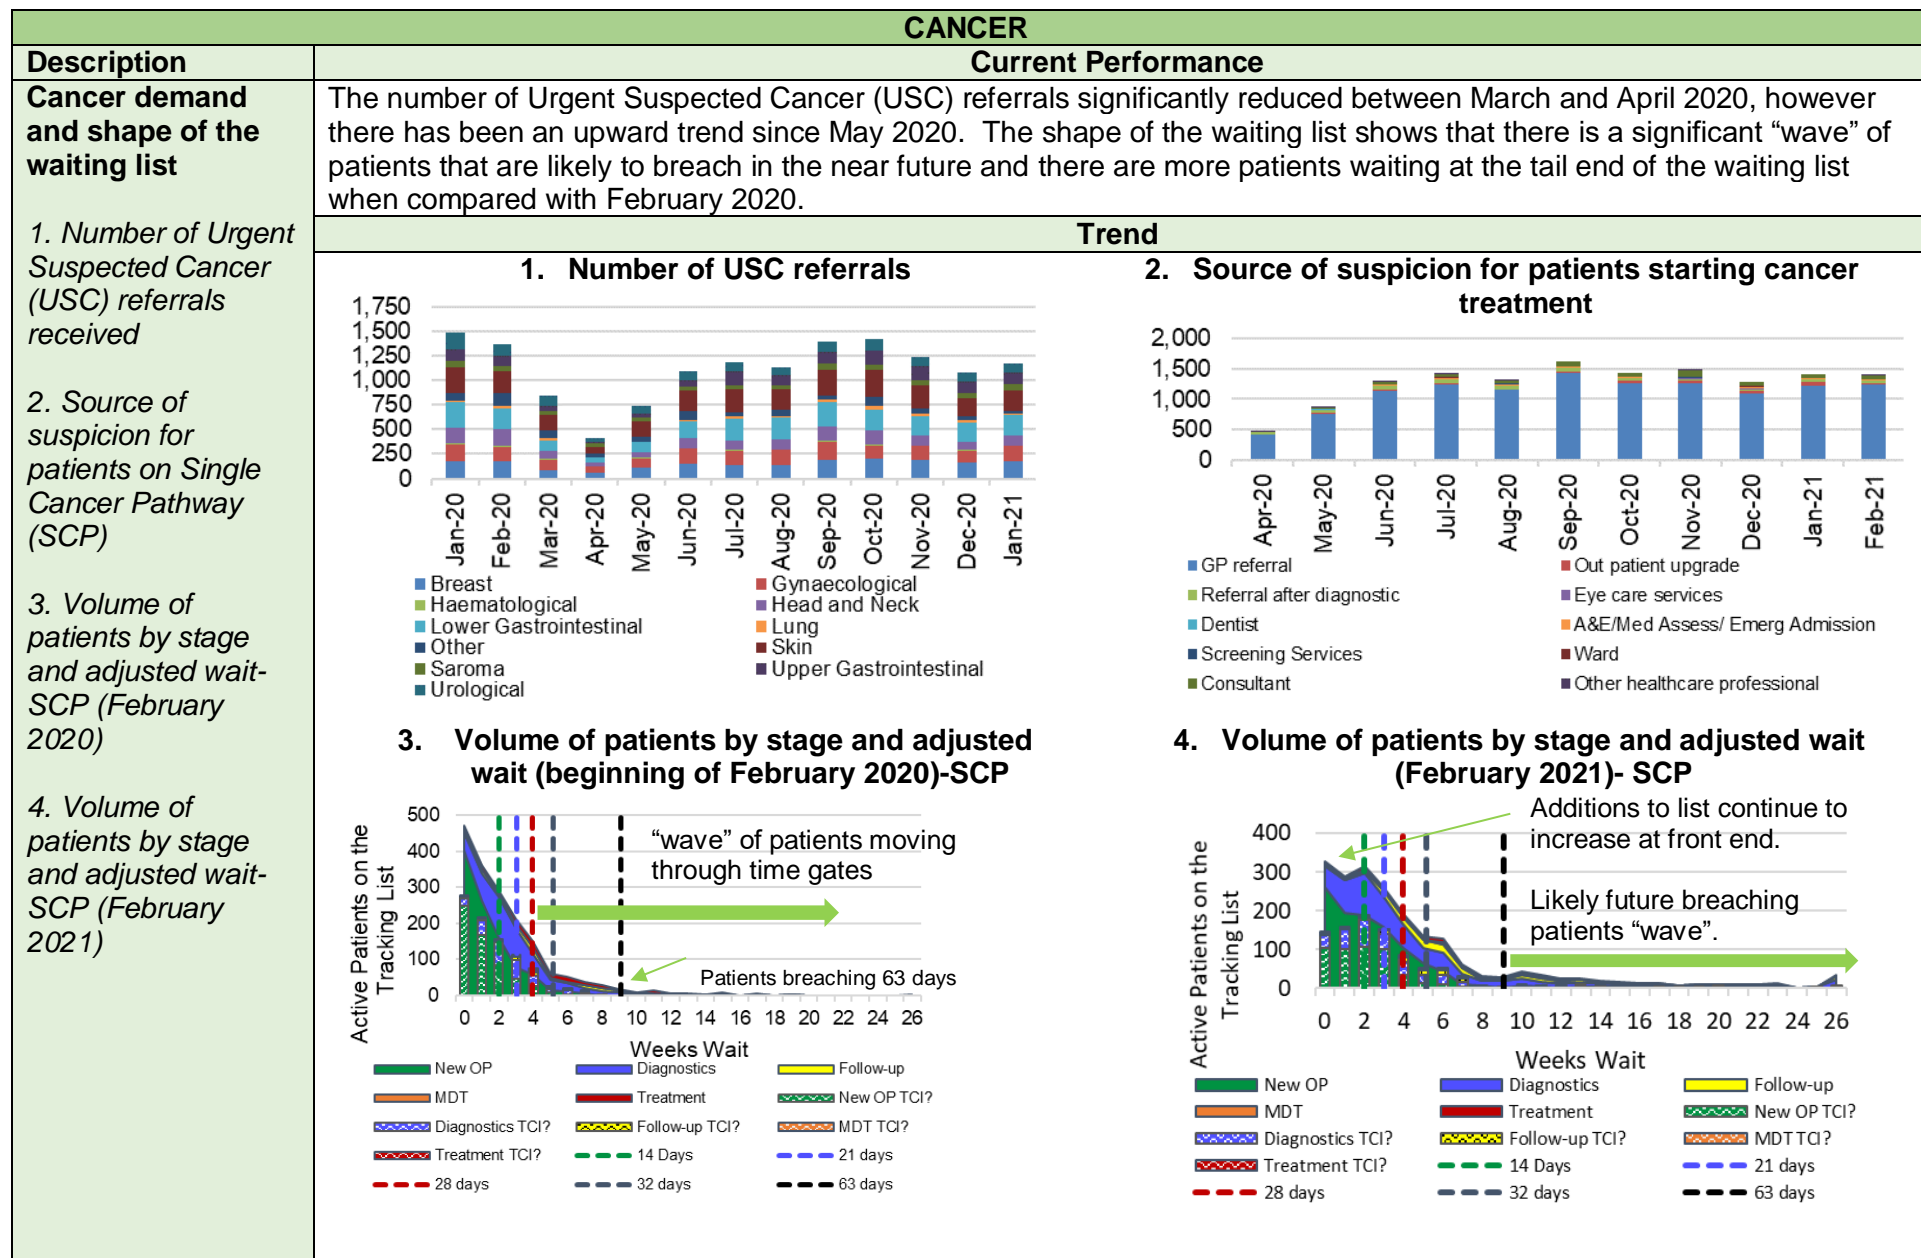 CANCER
Description
Current Performance
Cancer demand
and shape of the
waiting list
1. Number of Urgent
Suspected Cancer
(USC) referrals
received
2. Source of
suspicion for
patients on Single
Cancer Pathway
(SCP)
3. Volume of
patients by stage
and adjusted wait-
SCP (February
2020)
4. Volume of
patients by stage
and adjusted wait-
SCP (February
2021)
The number of Urgent Suspected Cancer (USC) referrals significantly reduced between March and April 2020, however
there has been an upward trend since May 2020. The shape of the waiting list shows that there is a significant “wave” of
patients that are likely to breach in the near future and there are more patients waiting at the tail end of the waiting list
when compared with February 2020.
Trend
1. Number of USC referrals
1,750
1,500
1,250
1,000
750
500
250
0
Jan-20
Feb-20
Mar-20
Apr-20
May-20
Jun-20
Jul-20
Aug-20
Sep-20
Oct-20
Nov-20
Dec-20
Jan-21
Breast
Gynaecological
Haematological
Head and Neck
Lower Gastrointestinal
Lung
Other
Skin
Saroma
Upper Gastrointestinal
Urological
2. Source of suspicion for patients starting cancer
treatment
2,000
1,500
1,000
500
0
Apr-20
May-20
Jun-20
Jul-20
Aug-20
Sep-20
Oct-20
Nov-20
Dec-20
Jan-21
Feb-21
GP referral
Out patient upgrade
Referral after diagnostic
Eye care services
Dentist
A&E/Med Assess/ Emerg Admission
Screening Services
Ward
Consultant
Other healthcare professional
3. Volume of patients by stage and adjusted
wait (beginning of February 2020)-SCP
Active Patients on the
Tracking List
500
400
300
200
100
0
“wave” of patients moving
through time gates
Patients breaching 63 days
0 2 4 6 8 10 12 14 16 18 20 22 24 26
Weeks Wait
New OP
Diagnostics
Follow-up
MDT
Treatment
New OP TCI?
Diagnostics TCI?
Follow-up TCI?
MDT TCI?
Treatment TCI?
14 Days
21 days
28 days
32 days
63 days
4. Volume of patients by stage and adjusted wait
(February 2021)- SCP
Active Patients on the
Tracking List
400
300
200
100
0
Additions to list continue to
increase at front end.
Likely future breaching
patients “wave”.
0 2 4 6 8 10 12 14 16 18 20 22 24 26
Weeks Wait
New OP
Diagnostics
Follow-up
MDT
Treatment
New OP TCI?
Diagnostics TCI?
Follow-up TCI?
MDT TCI?
Treatment TCI?
14 Days
21 days
28 days
32 days
63 days